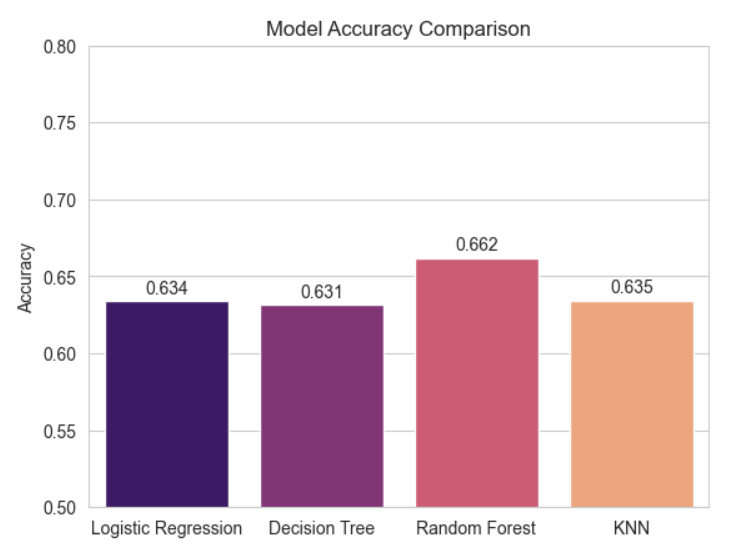 Model Accuracy Comparison
0.80
0.75
0.70
0.65
0.60
0.55
0.50
Accuracy
0.634
0.631
0.662
0.635
Logistic Regression
Decision Tree
Random Forest
KNN